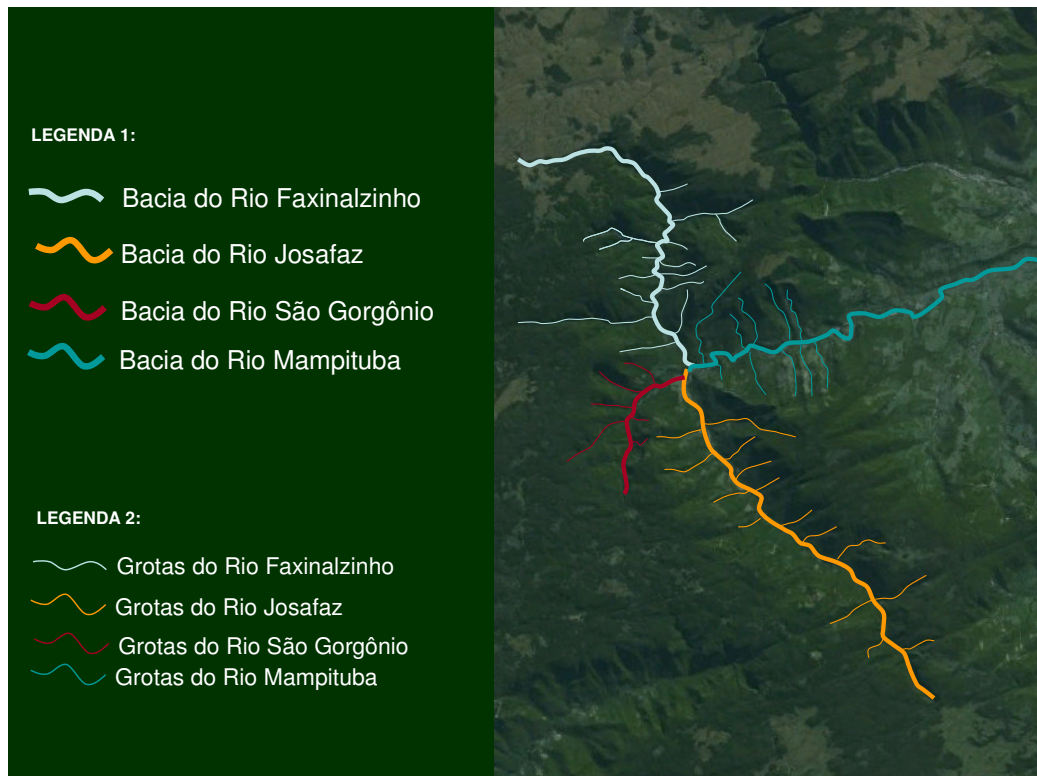 LEGENDA 1:
Bacia do Rio Faxinalzinho
Bacia do Rio Josafaz
Bacia do Rio São Gorgônio
Bacia do Rio Mampituba
LEGENDA 2:
Grotas do Rio Faxinalzinho
Grotas do Rio Josafaz
Grotas do Rio São Gorgônio
Grotas do Rio Mampituba